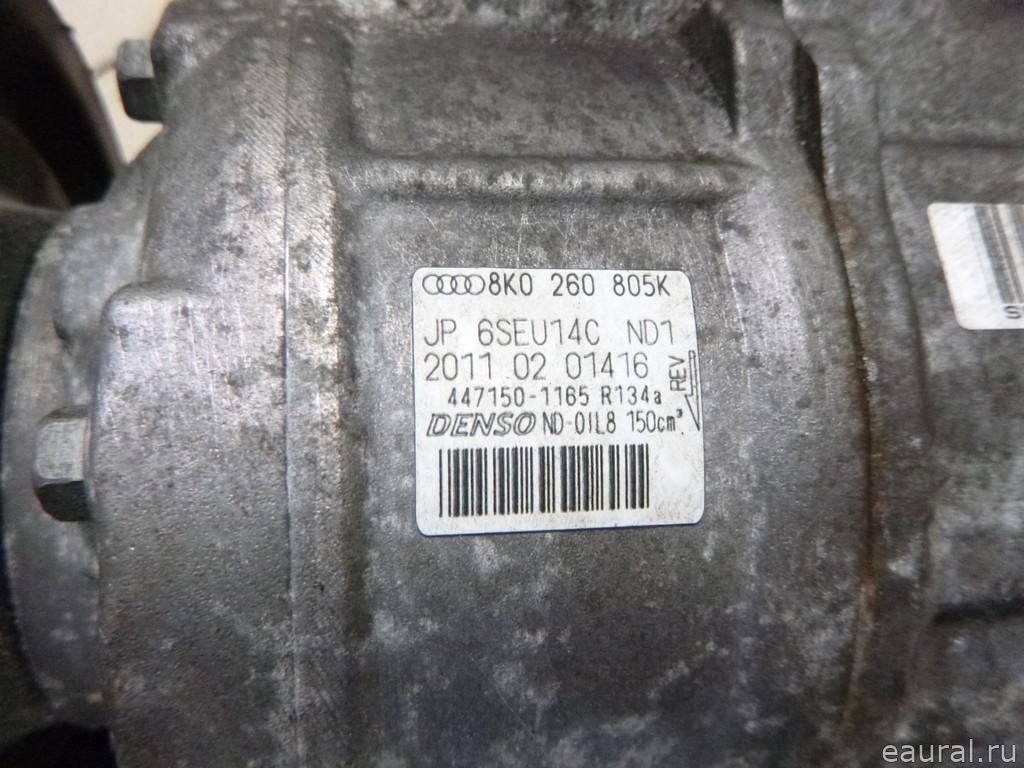 8K0 260 805K
JP 6SEU14C ND1
2011 02 01416
REV
447150-1165 R134a
DENSO ND-OIL8 150cm³
S
eaural.ru